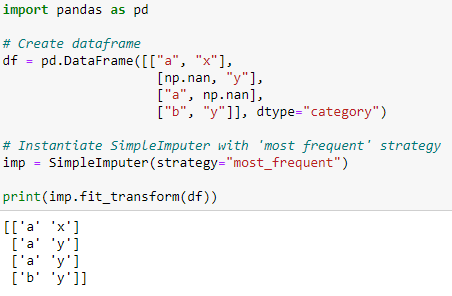 import pandas as pd

# Create dataframe
df = pd.DataFrame([["a", "x"],
                   [np.nan, "y"],
                   ["a", np.nan],
                   ["b", "y"]], dtype="category")

# Instantiate SimpleImputer with 'most frequent' strategy
imp = SimpleImputer(strategy="most_frequent")

print(imp.fit_transform(df))

[['a' 'x']
 ['a' 'y']
 ['a' 'y']
 ['b' 'y']]